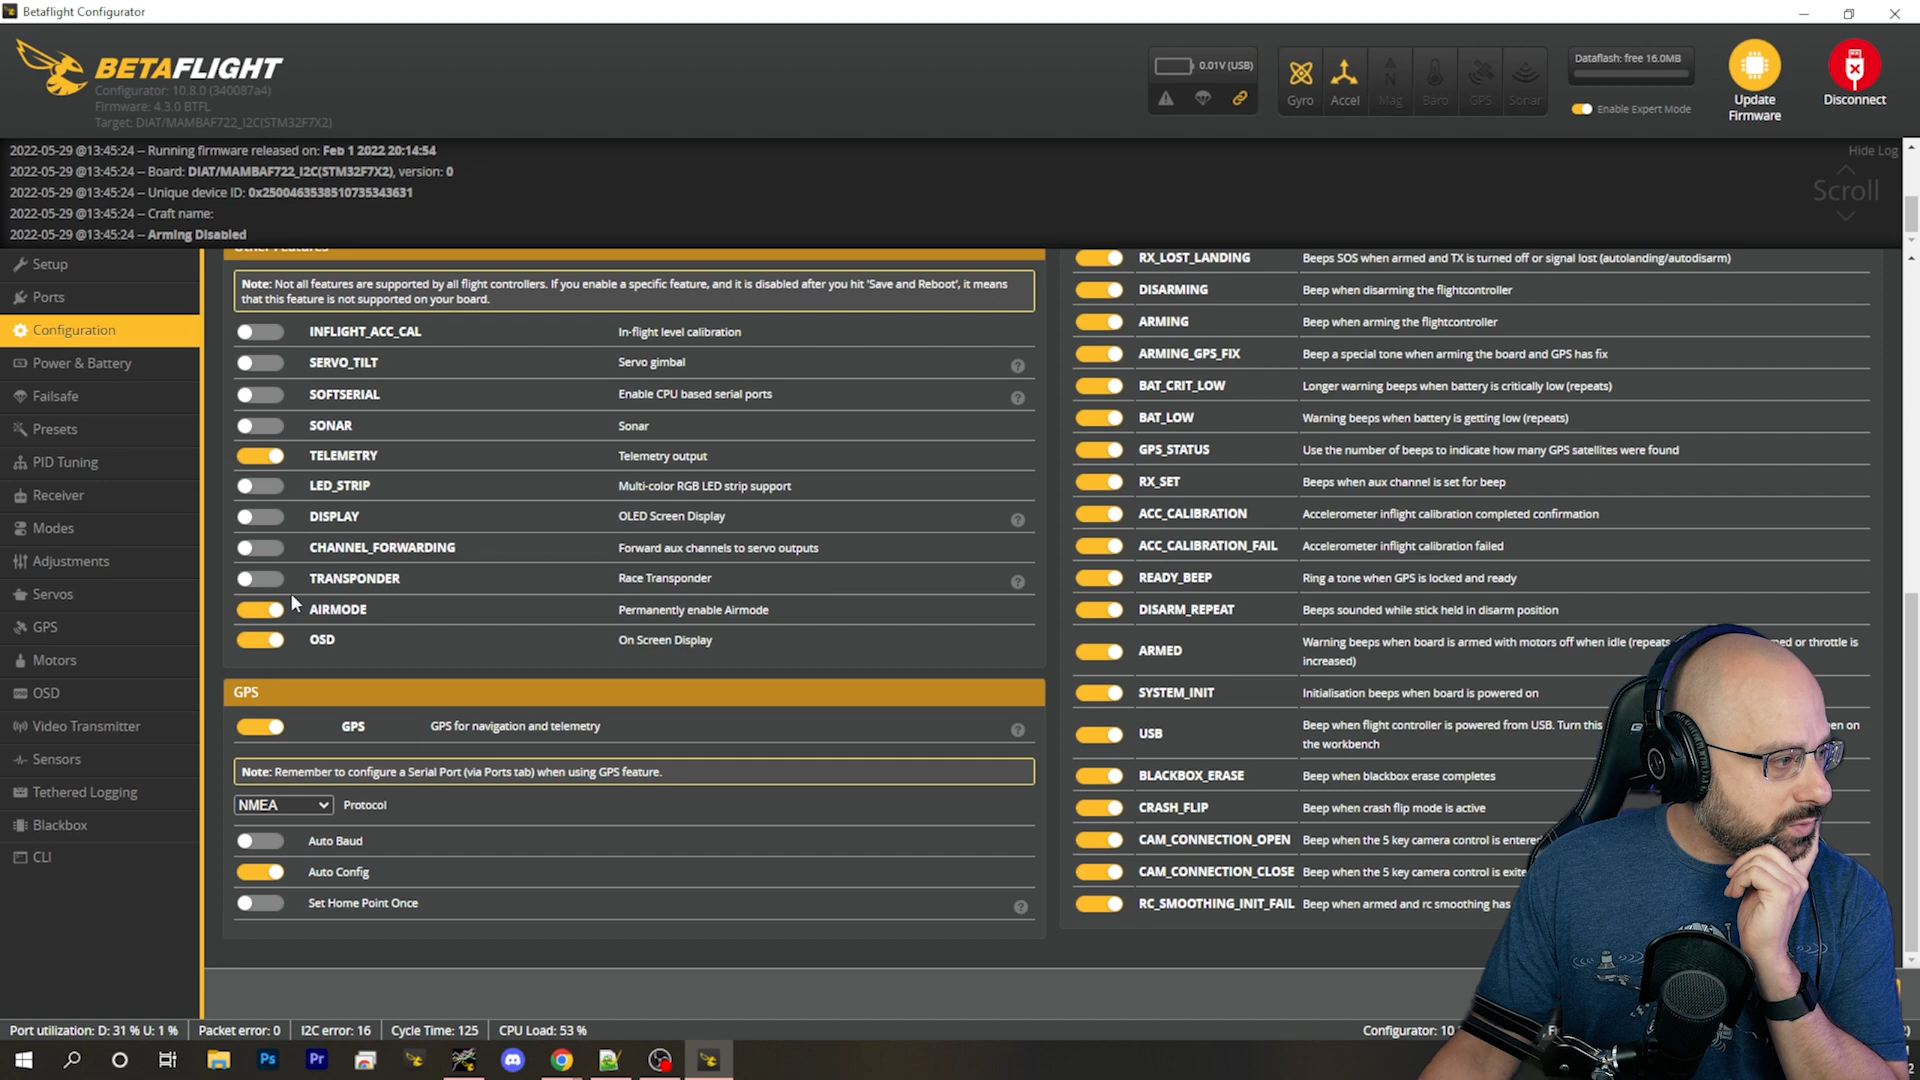 Betaflight Configurator
BETAFLIGHT
Configurator: 10.8.0 (340087a4)
Firmware: 4.3.0 BTFL
Target: DIAT/MAMBAF722_I2C(STM32F7X2)
0.01V (USB)
Gyro
Accel
Mag
Baro
GPS
Sonar
Dataflash: free 16.0MB
Enable Expert Mode
Update Firmware
Disconnect
2022-05-29 @13:45:24 -- Running firmware released on: Feb 1 2022 20:14:54
2022-05-29 @13:45:24 -- Board: DIAT/MAMBAF722_I2C(STM32F7X2), version: 0
2022-05-29 @13:45:24 -- Unique device ID: 0x2500463538510735343631
2022-05-29 @13:45:24 -- Craft name:
2022-05-29 @13:45:24 -- Arming Disabled
Hide Log
Scroll
Setup
Ports
Configuration
Power & Battery
Failsafe
Presets
PID Tuning
Receiver
Modes
Adjustments
Servos
GPS
Motors
OSD
Video Transmitter
Sensors
Tethered Logging
Blackbox
CLI
Other Features
Note: Not all features are supported by all flight controllers. If you enable a specific feature, and it is disabled after you hit 'Save and Reboot', it means
that this feature is not supported on your board.
INFLIGHT_ACC_CAL In-flight level calibration
SERVO_TILT Servo gimbal
SOFTSERIAL Enable CPU based serial ports
SONAR Sonar
TELEMETRY Telemetry output
LED_STRIP Multi-color RGB LED strip support
DISPLAY OLED Screen Display
CHANNEL_FORWARDING Forward aux channels to servo outputs
TRANSPONDER Race Transponder
AIRMODE Permanently enable Airmode
OSD On Screen Display
GPS
GPS GPS for navigation and telemetry
Note: Remember to configure a Serial Port (via Ports tab) when using GPS feature.
NMEA Protocol
Auto Baud
Auto Config
Set Home Point Once
RX_LOST_LANDING Beeps SOS when armed and TX is turned off or signal lost (autolanding/autodisarm)
DISARMING Beep when disarming the flightcontroller
ARMING Beep when arming the flightcontroller
ARMING_GPS_FIX Beep a special tone when arming the board and GPS has fix
BAT_CRIT_LOW Longer warning beeps when battery is critically low (repeats)
BAT_LOW Warning beeps when battery is getting low (repeats)
GPS_STATUS Use the number of beeps to indicate how many GPS satellites were found
RX_SET Beeps when aux channel is set for beep
ACC_CALIBRATION Accelerometer inflight calibration completed confirmation
ACC_CALIBRATION_FAIL Accelerometer inflight calibration failed
READY_BEEP Ring a tone when GPS is locked and ready
DISARM_REPEAT Beeps sounded while stick held in disarm position
ARMED Warning beeps when board is armed with motors off when idle (repeats or throttle is
increased)
SYSTEM_INIT Initialisation beeps when board is powered on
USB Beep when flight controller is powered from USB. Turn this on
the workbench
BLACKBOX_ERASE Beep when blackbox erase completes
CRASH_FLIP Beep when crash flip mode is active
CAM_CONNECTION_OPEN Beep when the 5 key camera control is entere
CAM_CONNECTION_CLOSE Beep when the 5 key camera control is exite
RC_SMOOTHING_INIT_FAIL Beep when armed and rc smoothing has
Port utilization: D: 31 % U: 1 %
Packet error: 0
I2C error: 16
Cycle Time: 125
CPU Load: 53 %
Configurator: 10
Ps
Pr